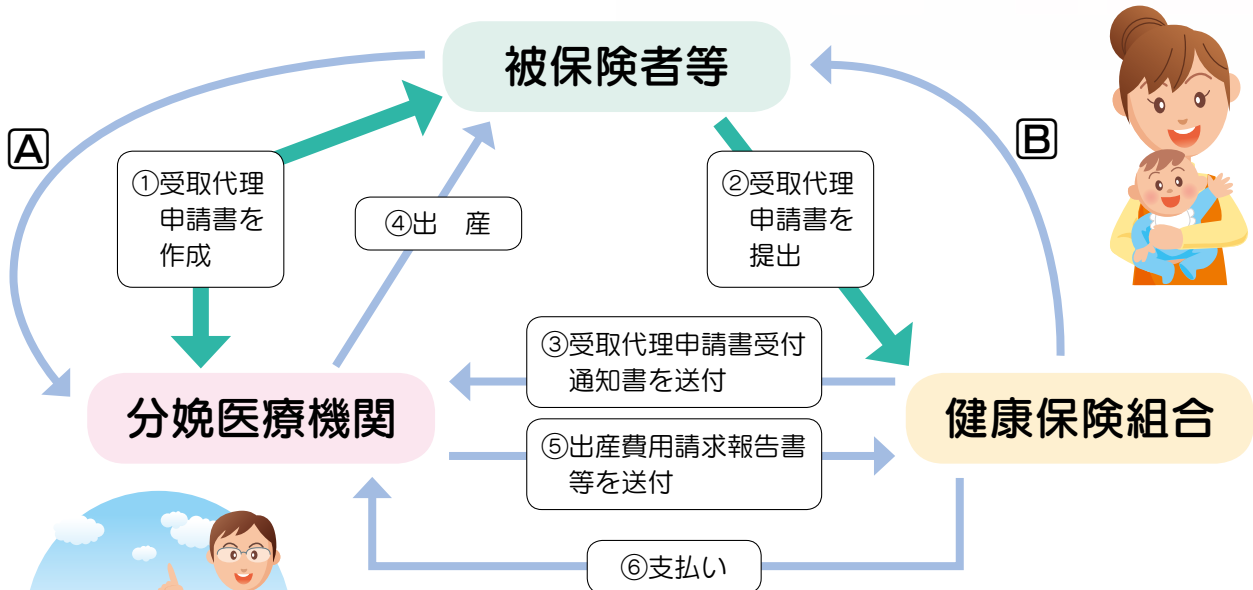 被保険者等
A
B
①受取代理
申請書を
作成
②受取代理
申請書を
提出
④出　産
③受取代理申請書受付
通知書を送付
分娩医療機関
健康保険組合
⑤出産費用請求報告書
等を送付
⑥支払い